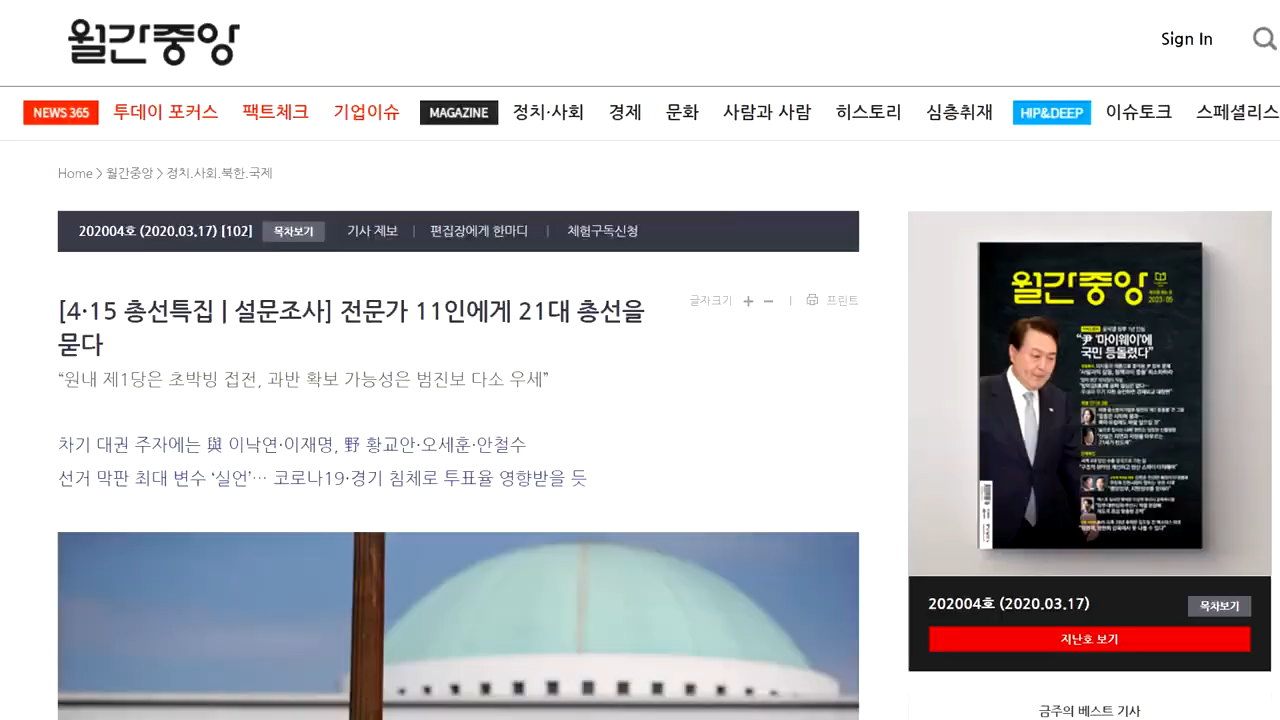 월간중앙
Sign In
NEWS 365 투데이 포커스 팩트체크 기업이슈 MAGAZINE 정치·사회 경제 문화 사람과 사람 히스토리 심층취재 HIP&DEEP 이슈토크 스페셜리스
Home > 월간중앙 > 정치.사회.북한.국제
202004호 (2020.03.17) [102] 목차보기 기사 제보 | 편집장에게 한마디 | 체험구독신청
글자크기 + − | 프린트
[4·15 총선특집 | 설문조사] 전문가 11인에게 21대 총선을
묻다
“원내 제1당은 초박빙 접전, 과반 확보 가능성은 범진보 다소 우세”
차기 대권 주자에는 與 이낙연·이재명, 野 황교안·오세훈·안철수
선거 막판 최대 변수 ‘실언’… 코로나19·경기 침체로 투표율 영향받을 듯
월간중앙
2023 | 05
“尹 ‘마이웨이’에
국민 등돌렸다”
202004호 (2020.03.17) 목차보기
지난호 보기
금주의 베스트 기사